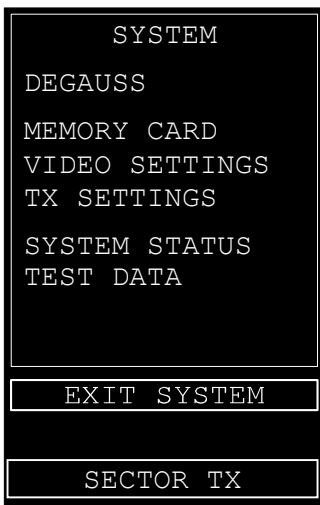 SYSTEM
DEGAUSS
MEMORY CARD
VIDEO SETTINGS
TX SETTINGS
SYSTEM STATUS
TEST DATA
EXIT SYSTEM
SECTOR TX